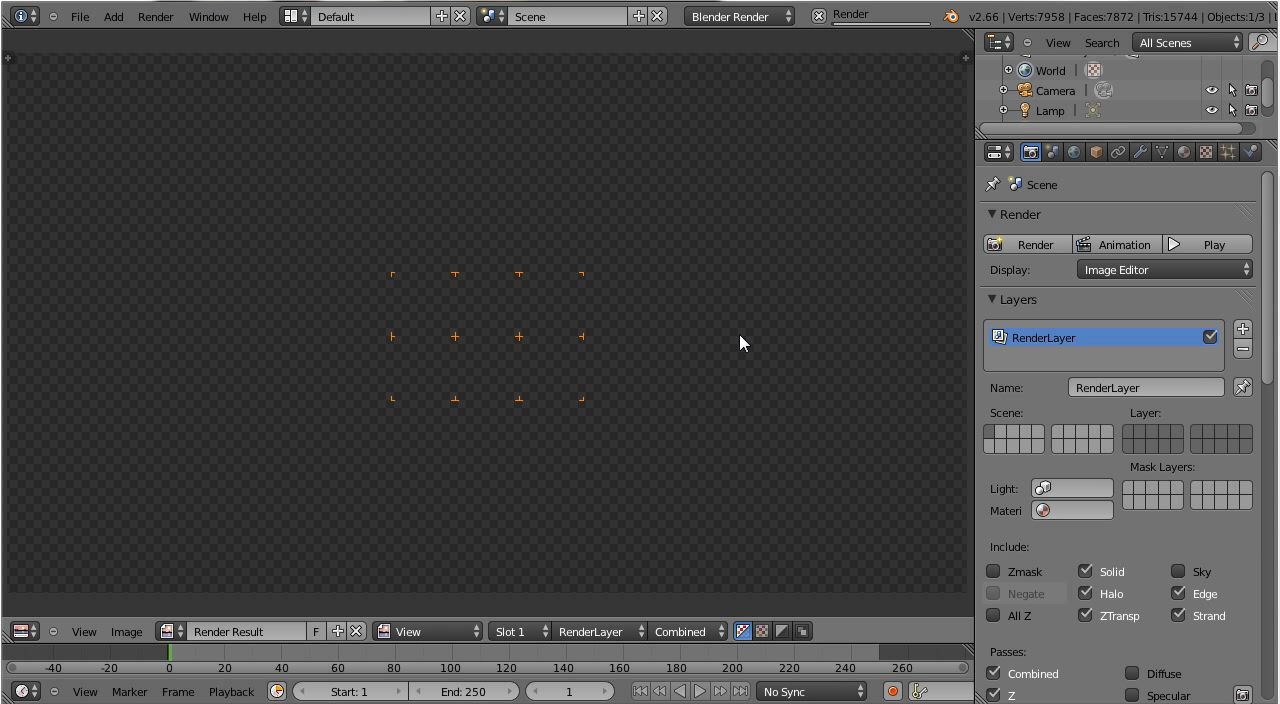 File Add Render Window Help Default Scene Blender Render Render v2.66 | Verts:7958 | Faces:7872 | Tris:15744 | Objects:1/3 |
View Search All Scenes
World |
Camera |
Lamp |
Scene
Render
Render Animation Play
Display: Image Editor
Layers
RenderLayer
Name: RenderLayer
Scene: Layer:
Mask Layers:
Light:
Materi
Include:
Zmask Solid Sky
Negate Halo Edge
All Z ZTransp Strand
Passes:
Combined Diffuse
Z Specular
View Image Render Result F View Slot 1 RenderLayer Combined
-40 -20 0 20 40 60 80 100 120 140 160 180 200 220 240 260
View Marker Frame Playback Start: 1 End: 250 1 No Sync